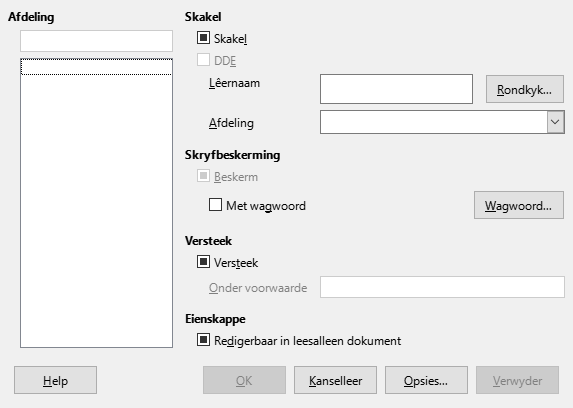 Afdeling
Skakel
Skakel
DDE
Lêernaam
Rondkyk...
Afdeling
Skryfbeskerming
Beskerm
Met wagwoord
Wagwoord...
Versteek
Versteek
Onder voorwaarde
Eienskappe
Redigerbaar in leesalleen dokument
Help
OK
Kanselleer
Opsies...
Verwyder